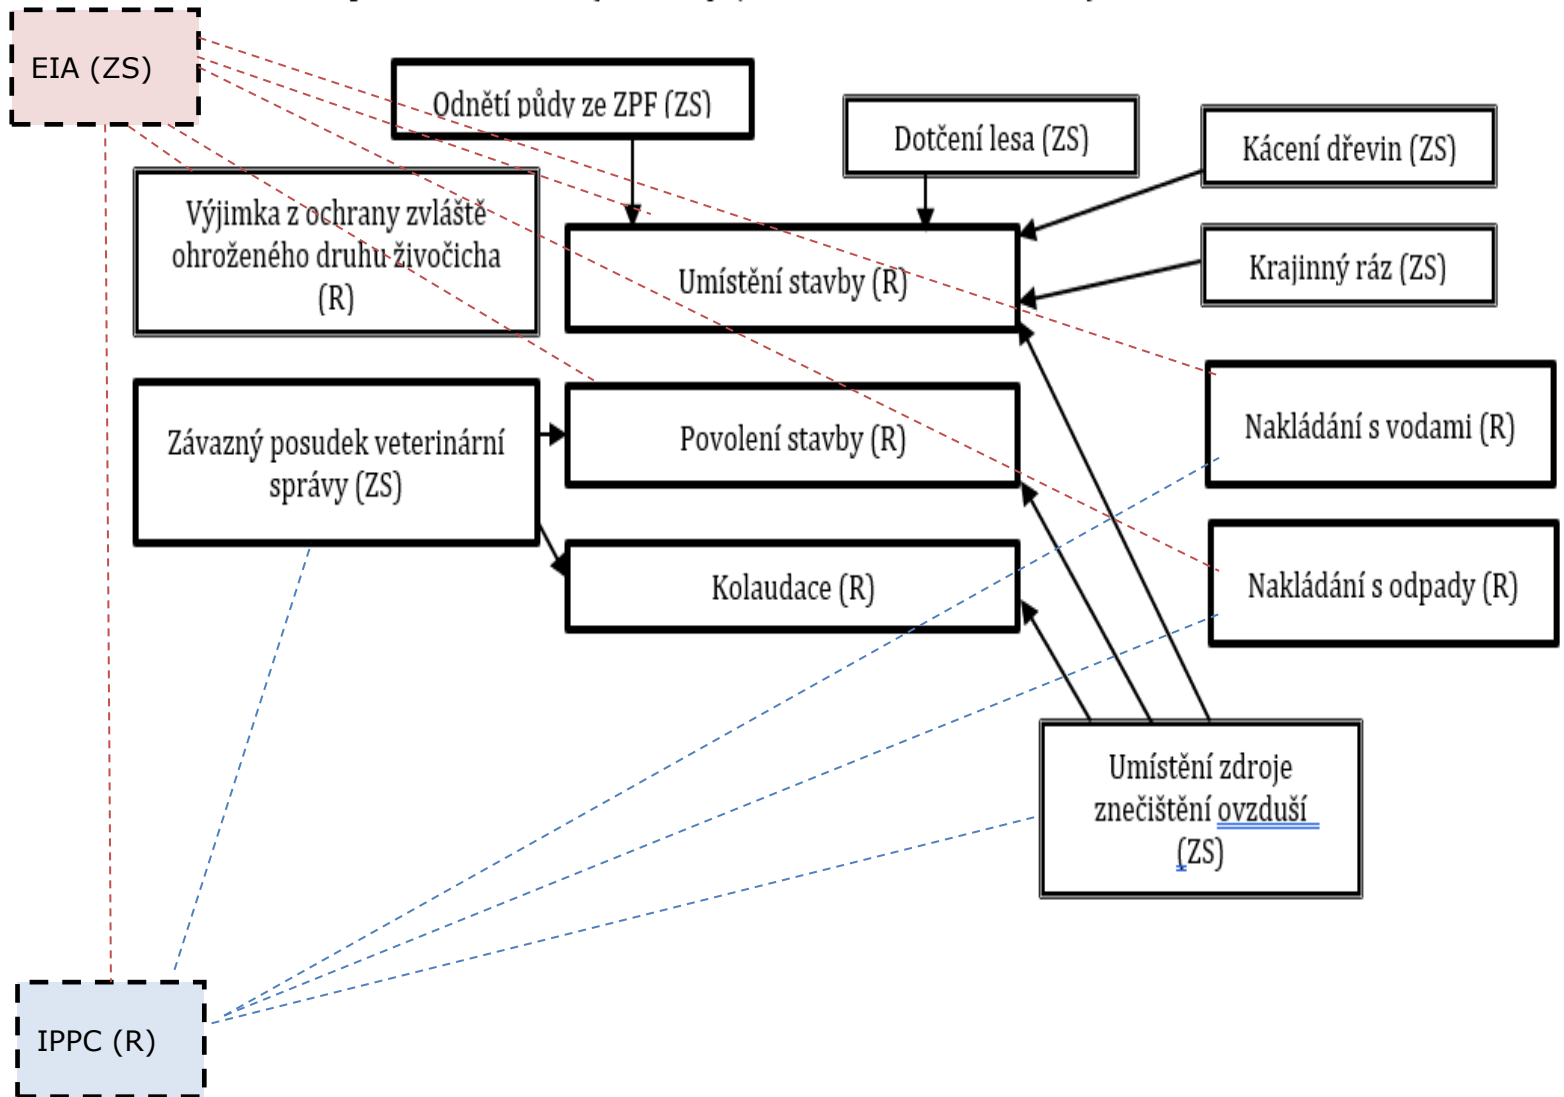 EIA (ZS)
Odnětí půdy ze ZPF (ZS)
Dotčení lesa (ZS)
Kácení dřevin (ZS)
Výjimka z ochrany zvláště
ohroženého druhu živočicha
(R)
Umístění stavby (R)
Krajinný ráz (ZS)
Závazný posudek veterinární
správy (ZS)
Povolení stavby (R)
Nakládání s vodami (R)
Kolaudace (R)
Nakládání s odpady (R)
Umístění zdroje
znečištění ovzduší
(ZS)
IPPC (R)